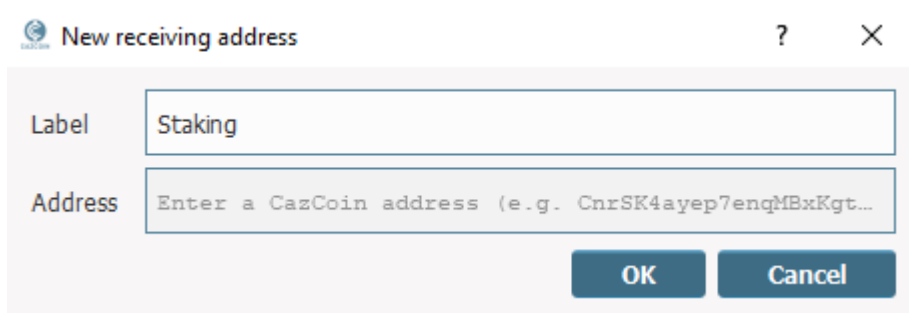 New receiving address ?
Label Staking
Address Enter a CazCoin address (e.g. CnrSK4ayep7enqMBxKgt…
OK Cancel